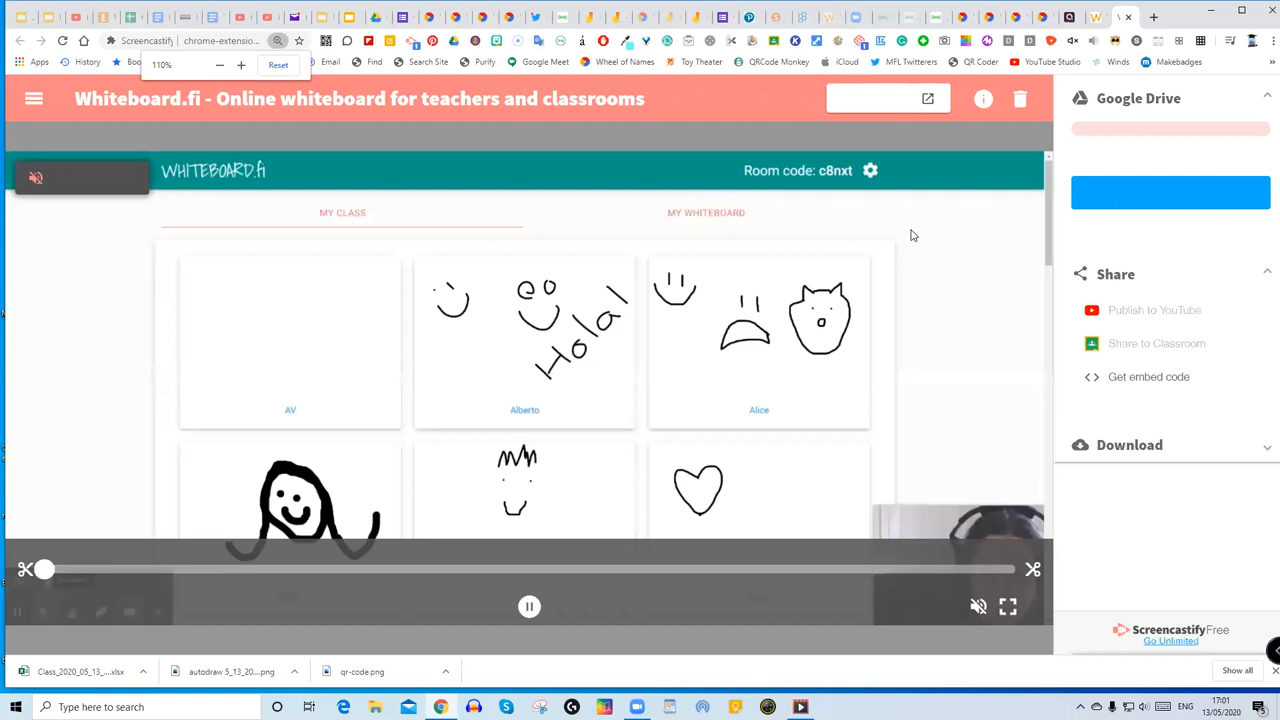 Screencastify
chrome-extensio...
110%
Reset
Apps
History
Boo
Email
Find
Search Site
Purify
Google Meet
Wheel of Names
Toy Theater
QRCode Monkey
iCloud
MFL Twitterers
QR Coder
YouTube Studio
Winds
Makebadges
Whiteboard.fi - Online whiteboard for teachers and classrooms
Google Drive
WHITEBOARD.fi
Room code: c8nxt
MY CLASS
MY WHITEBOARD
Hola!
AV
Alberto
Alice
Share
Publish to YouTube
Share to Classroom
Get embed code
Download
Screencastify Free
Go Unlimited
Class_2020_05_13_....xlsx
autodraw 5_13_20....png
qr-code.png
Show all
Type here to search
ENG
17:01
13/05/2020